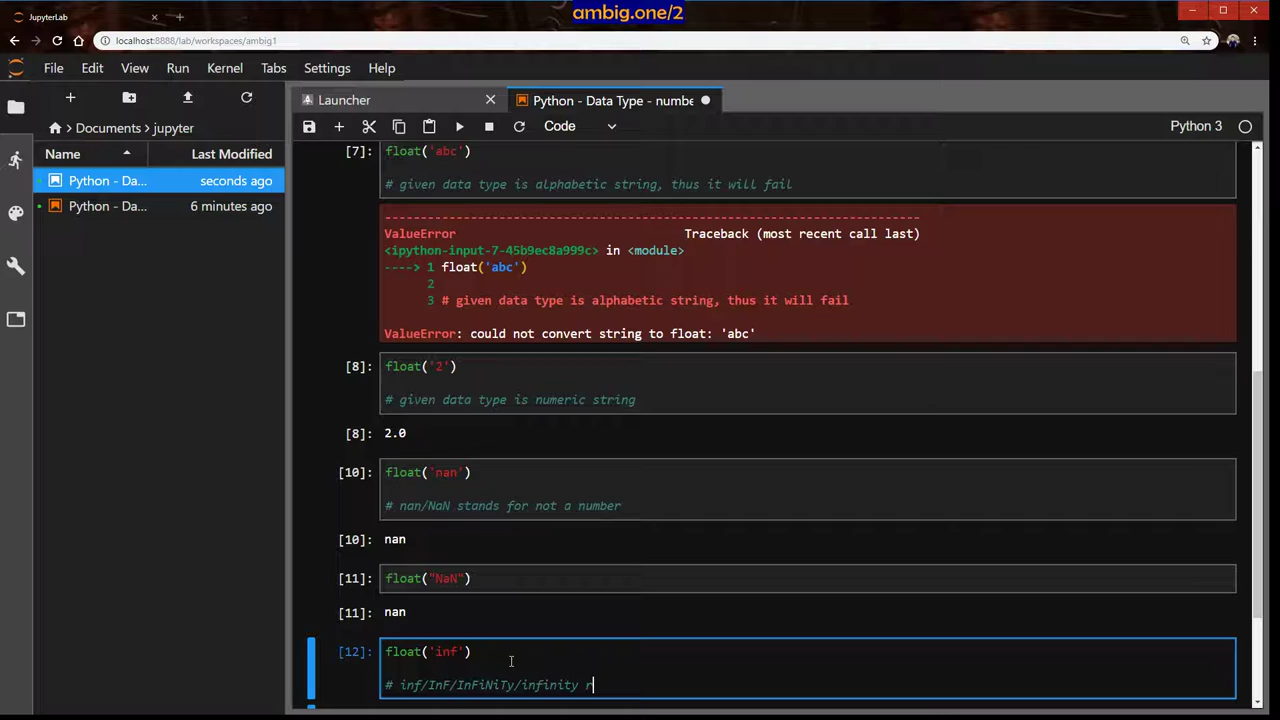 ambig.one/2
JupyterLab
localhost:8888/lab/workspaces/ambig1
File Edit View Run Kernel Tabs Settings Help
Launcher
Python - Data Type - numbe
Documents > jupyter
Code
Python 3
Name Last Modified
Python - Da... seconds ago
Python - Da... 6 minutes ago
[7]: float('abc')
# given data type is alphabetic string, thus it will fail
---------------------------------------------------------------------------
ValueError Traceback (most recent call last)
<ipython-input-7-45b9ec8a999c> in <module>
----> 1 float('abc')
2
3 # given data type is alphabetic string, thus it will fail
ValueError: could not convert string to float: 'abc'
[8]: float('2')
# given data type is numeric string
[8]: 2.0
[10]: float('nan')
# nan/NaN stands for not a number
[10]: nan
[11]: float("NaN")
[11]: nan
[12]: float('inf')
# inf/InF/InFiNiTy/infinity r